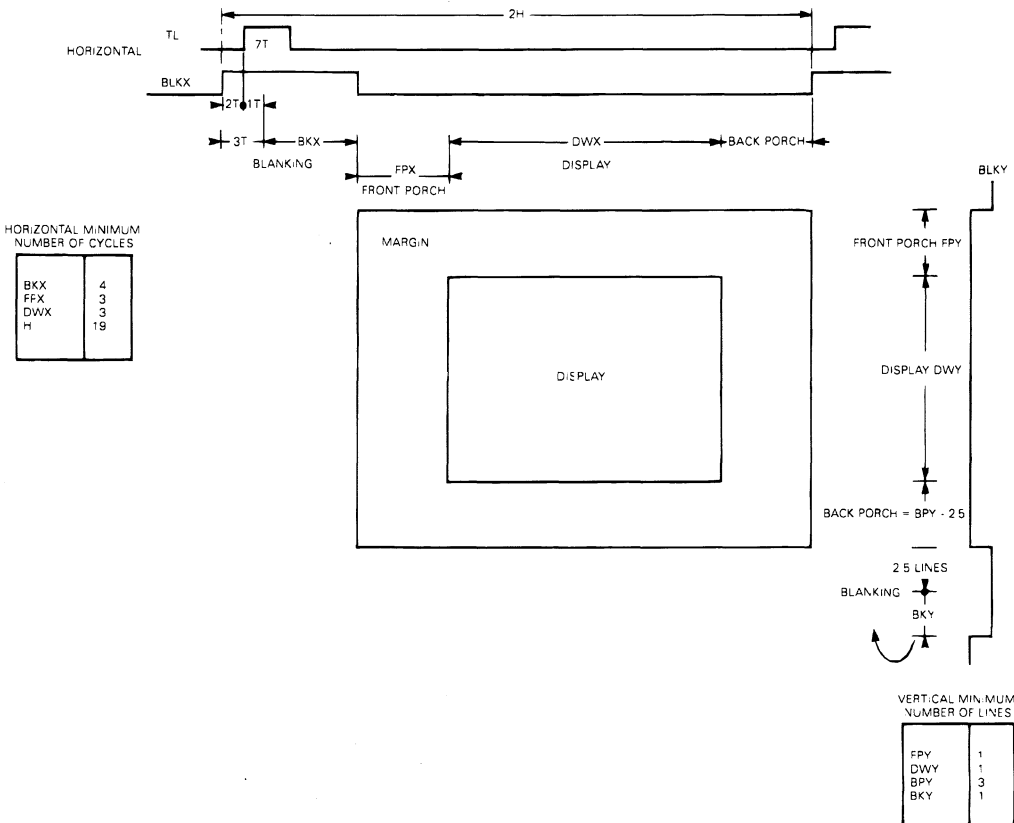 2H
TL
HORIZONTAL
7T
BLKX
2T 1T
3T
BKX
DWX
BACK PORCH
BLANKING
FPX
DISPLAY
FRONT PORCH
BLKY
HORIZONTAL MINIMUM
NUMBER OF CYCLES
BKX 4
FFX 3
DWX 3
H 19
MARGIN
FRONT PORCH FPY
DISPLAY
DISPLAY DWY
BACK PORCH = BPY - 2 5
2 5 LINES
BLANKING
BKY
VERTICAL MINIMUM
NUMBER OF LINES
FPY 1
DWY 1
BPY 3
BKY 1